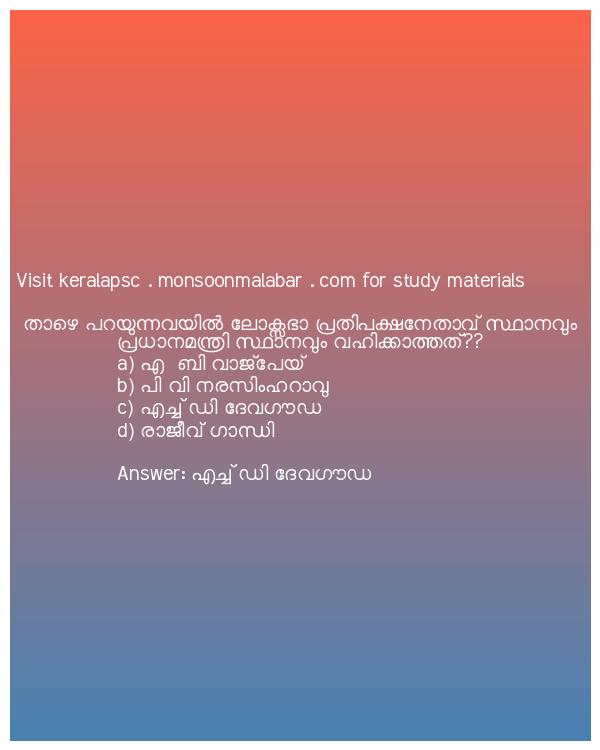 Visit keralapsc . monsoonmalabar . com for study materials
താഴെ പറയുന്നവയിൽ ലോക്സഭാ പ്രതിപക്ഷനേതാവ് സ്ഥാനവും
പ്രധാനമന്ത്രി സ്ഥാനവും വഹിക്കാത്തത്??
a) എ  ബി വാജ്പേയ്
b) പി വി നരസിംഹറാവു
c) എച്ച് ഡി ദേവഗൗഡ
d) രാജീവ് ഗാന്ധി
Answer: എച്ച് ഡി ദേവഗൗഡ